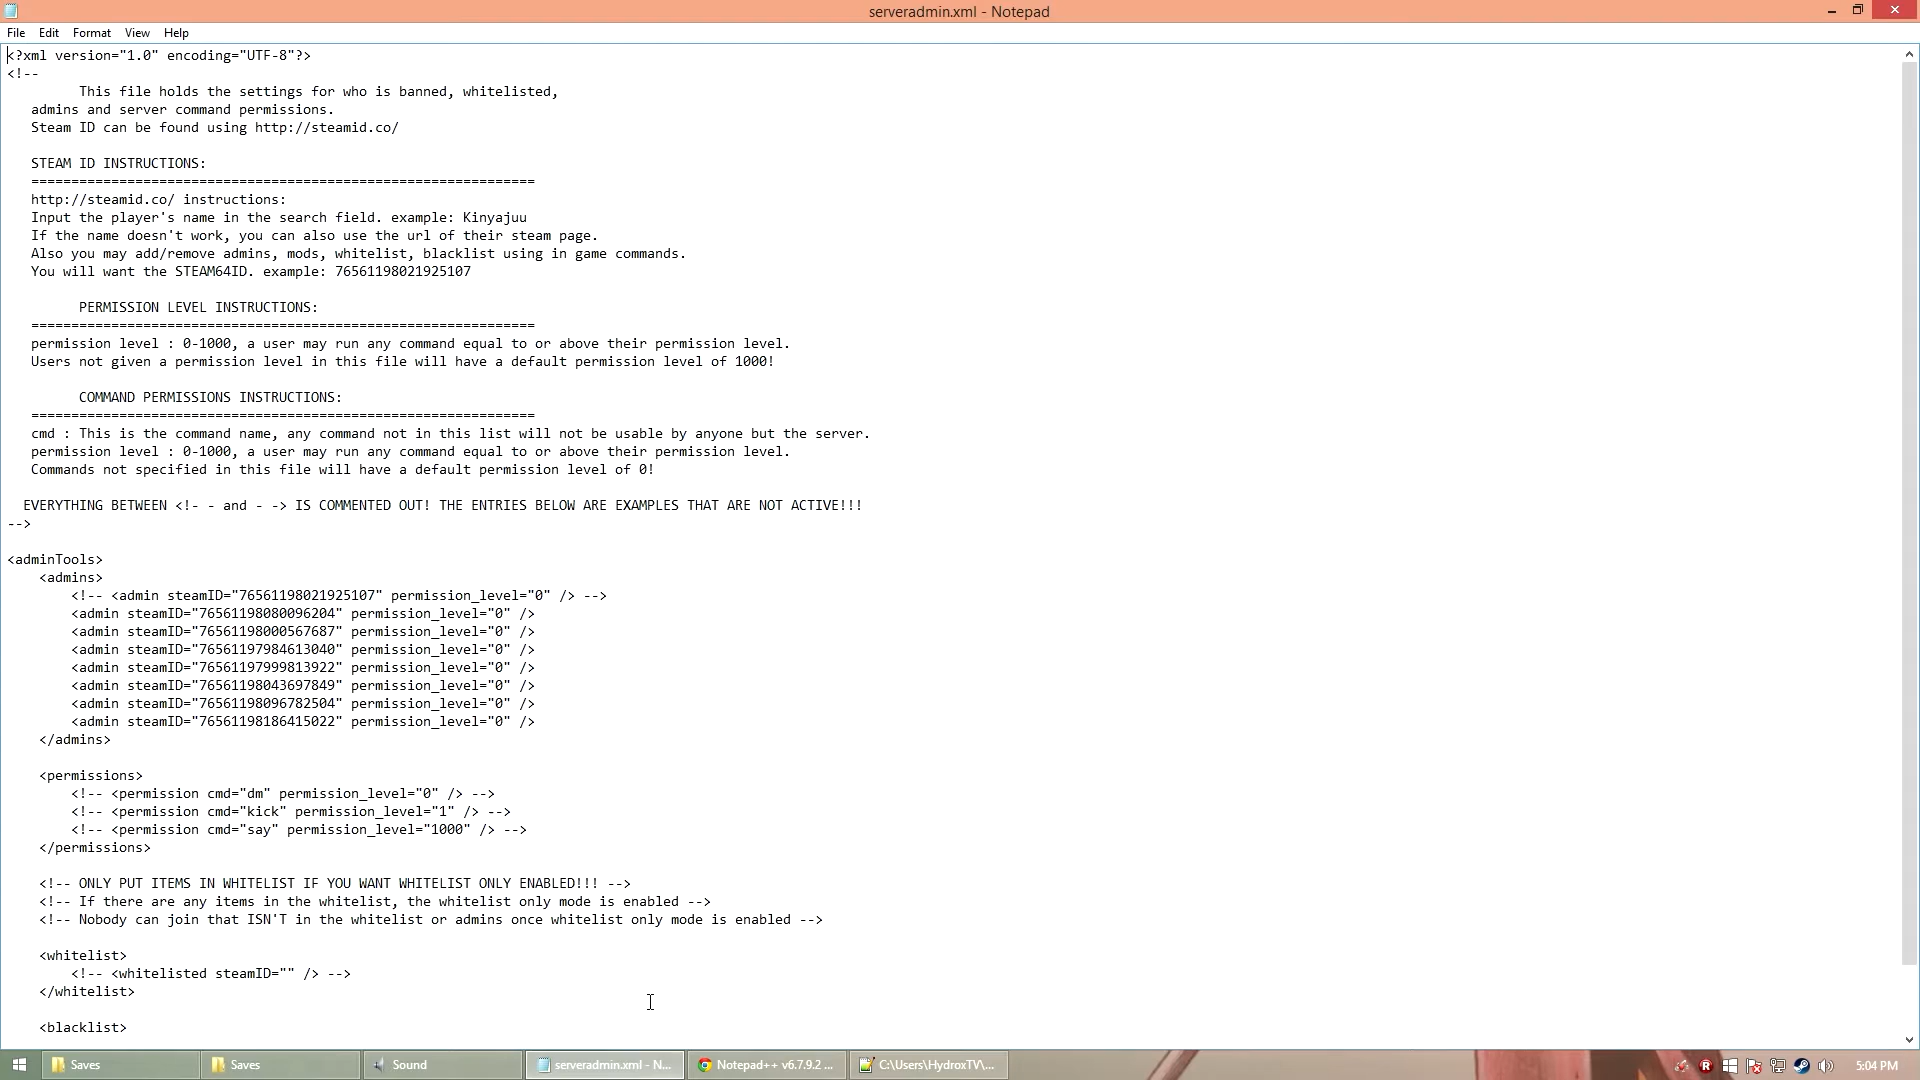 serveradmin.xml - Notepad
File Edit Format View Help
<?xml version="1.0" encoding="UTF-8"?>
<!--
This file holds the settings for who is banned, whitelisted,
admins and server command permissions.
Steam ID can be found using http://steamid.co/
STEAM ID INSTRUCTIONS:
===============================================================
http://steamid.co/ instructions:
Input the player's name in the search field. example: Kinyajuu
If the name doesn't work, you can also use the url of their steam page.
Also you may add/remove admins, mods, whitelist, blacklist using in game commands.
You will want the STEAM64ID. example: 76561198021925107
PERMISSION LEVEL INSTRUCTIONS:
===============================================================
permission level : 0-1000, a user may run any command equal to or above their permission level.
Users not given a permission level in this file will have a default permission level of 1000!
COMMAND PERMISSIONS INSTRUCTIONS:
===============================================================
cmd : This is the command name, any command not in this list will not be usable by anyone but the server.
permission level : 0-1000, a user may run any command equal to or above their permission level.
Commands not specified in this file will have a default permission level of 0!
EVERYTHING BETWEEN <!- - and - -> IS COMMENTED OUT! THE ENTRIES BELOW ARE EXAMPLES THAT ARE NOT ACTIVE!!!
-->
<adminTools>
<admins>
<!-- <admin steamID="76561198021925107" permission_level="0" /> -->
<admin steamID="76561198080096204" permission_level="0" />
<admin steamID="76561198000567687" permission_level="0" />
<admin steamID="76561197984613040" permission_level="0" />
<admin steamID="76561197999813922" permission_level="0" />
<admin steamID="76561198043697849" permission_level="0" />
<admin steamID="76561198096782504" permission_level="0" />
<admin steamID="76561198186415022" permission_level="0" />
</admins>
<permissions>
<!-- <permission cmd="dm" permission_level="0" /> -->
<!-- <permission cmd="kick" permission_level="1" /> -->
<!-- <permission cmd="say" permission_level="1000" /> -->
</permissions>
<!-- ONLY PUT ITEMS IN WHITELIST IF YOU WANT WHITELIST ONLY ENABLED!!! -->
<!-- If there are any items in the whitelist, the whitelist only mode is enabled -->
<!-- Nobody can join that ISN'T in the whitelist or admins once whitelist only mode is enabled -->
<whitelist>
<!-- <whitelisted steamID="" /> -->
</whitelist>
<blacklist>
Saves Saves Sound serveradmin.xml - N... Notepad++ v6.7.9.2 ... C:\Users\HydroxTV\... 5:04 PM